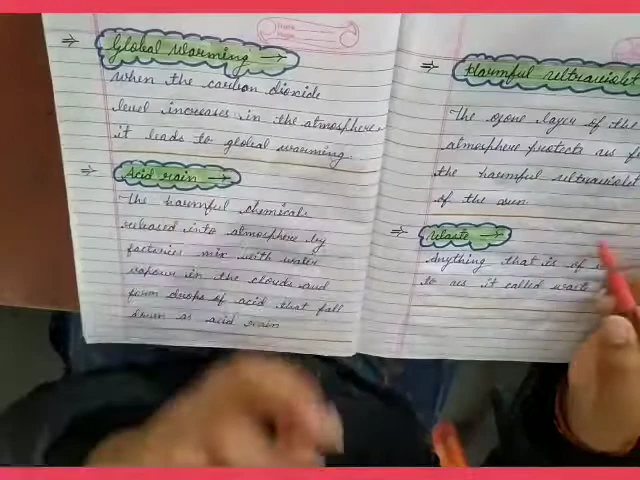 ⇒ Global warming →
when the carbon dioxide
level increases in the atmosphere
it leads to global warming.
⇒ Acid rain →
The harmful chemicals
released into atmosphere by
factories mix with water
vapour in the clouds and
form drops of acid that fall
down as acid rain
⇒ Harmful ultraviolet
The ozone layer of the
atmosphere protects us
the harmful ultraviolet
of the sun
⇒ Waste →
Anything that is of
to us it called waste